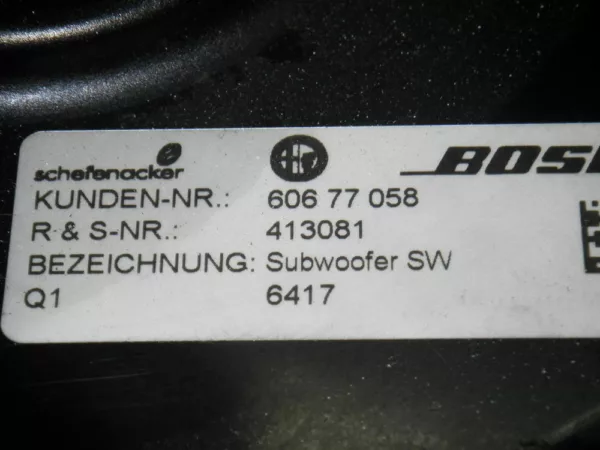 schefenacker BOSE
KUNDEN-NR.: 606 77 058
R & S-NR.: 413081
BEZEICHNUNG: Subwoofer SW
Q1 6417